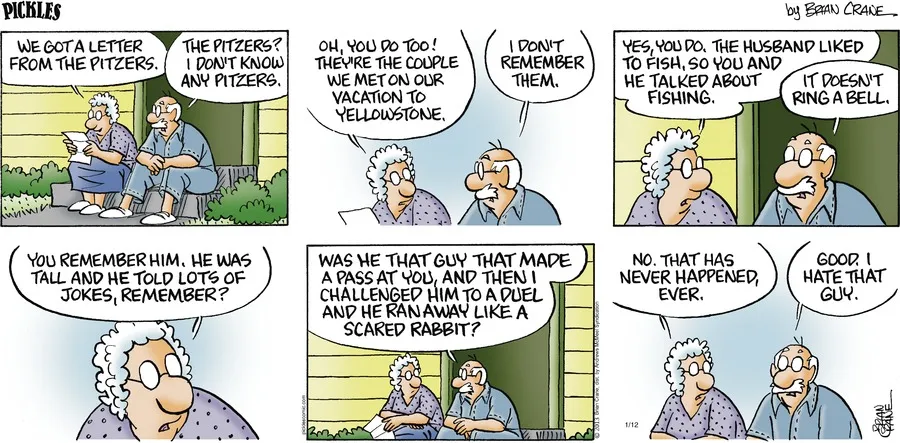 PICKLES
by BRIAN CRANE
WE GOT A LETTER
FROM THE PITZERS.
THE PITZERS?
I DON'T KNOW
ANY PITZERS.
OH, YOU DO TOO!
THEY'RE THE COUPLE
WE MET ON OUR
VACATION TO
YELLOWSTONE.
I DON'T
REMEMBER
THEM.
YES, YOU DO. THE HUSBAND LIKED
TO FISH, SO YOU AND
HE TALKED ABOUT
FISHING.
IT DOESN'T
RING A BELL.
YOU REMEMBER HIM. HE WAS
TALL AND HE TOLD LOTS OF
JOKES, REMEMBER?
WAS HE THAT GUY THAT MADE
A PASS AT YOU, AND THEN I
CHALLENGED HIM TO A DUEL
AND HE RAN AWAY LIKE A
SCARED RABBIT?
picklescomic.com
1/12
NO. THAT HAS
NEVER HAPPENED,
EVER.
GOOD. I
HATE THAT
GUY.
BRIAN
CRANE